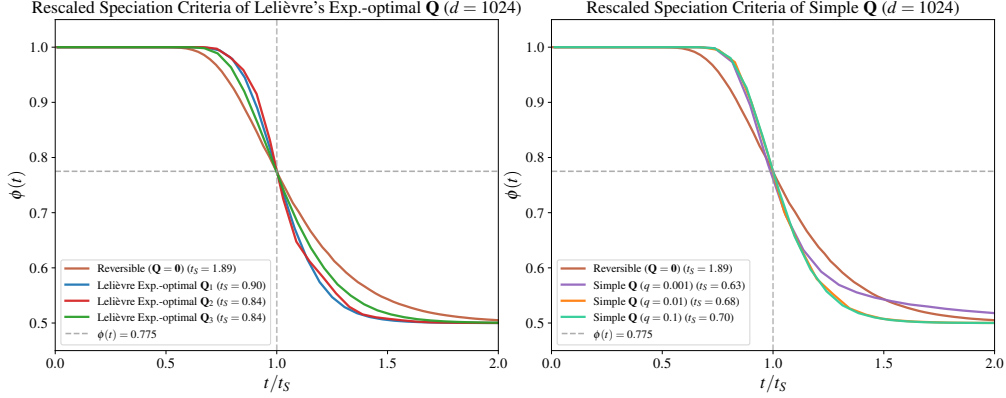 Rescaled Speciation Criteria of Lelièvre's Exp.-optimal Q (d = 1024)
ϕ(t)
1.0
0.9
0.8
0.7
0.6
0.5
Reversible (Q = 0) (tS = 1.89)
Lelièvre Exp.-optimal Q1 (tS = 0.90)
Lelièvre Exp.-optimal Q2 (tS = 0.84)
Lelièvre Exp.-optimal Q3 (tS = 0.84)
ϕ(t) = 0.775
0.0 0.5 1.0 1.5 2.0
t/tS
Rescaled Speciation Criteria of Simple Q (d = 1024)
ϕ(t)
1.0
0.9
0.8
0.7
0.6
0.5
Reversible (Q = 0) (tS = 1.89)
Simple Q (q = 0.001) (tS = 0.63)
Simple Q (q = 0.01) (tS = 0.68)
Simple Q (q = 0.1) (tS = 0.70)
ϕ(t) = 0.775
0.0 0.5 1.0 1.5 2.0
t/tS